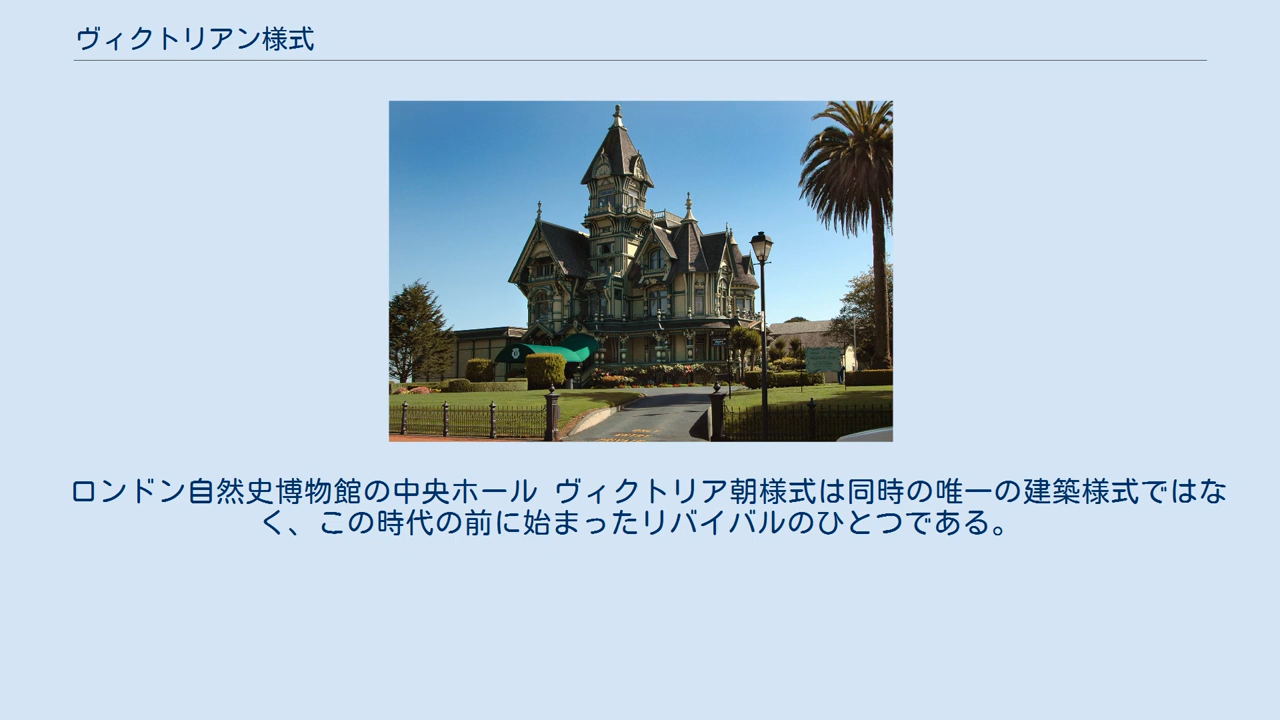 ヴィクトリアン様式
ロンドン自然史博物館の中央ホール ヴィクトリア朝様式は同時の唯一の建築様式ではな
く、この時代の前に始まったリバイバルのひとつである。